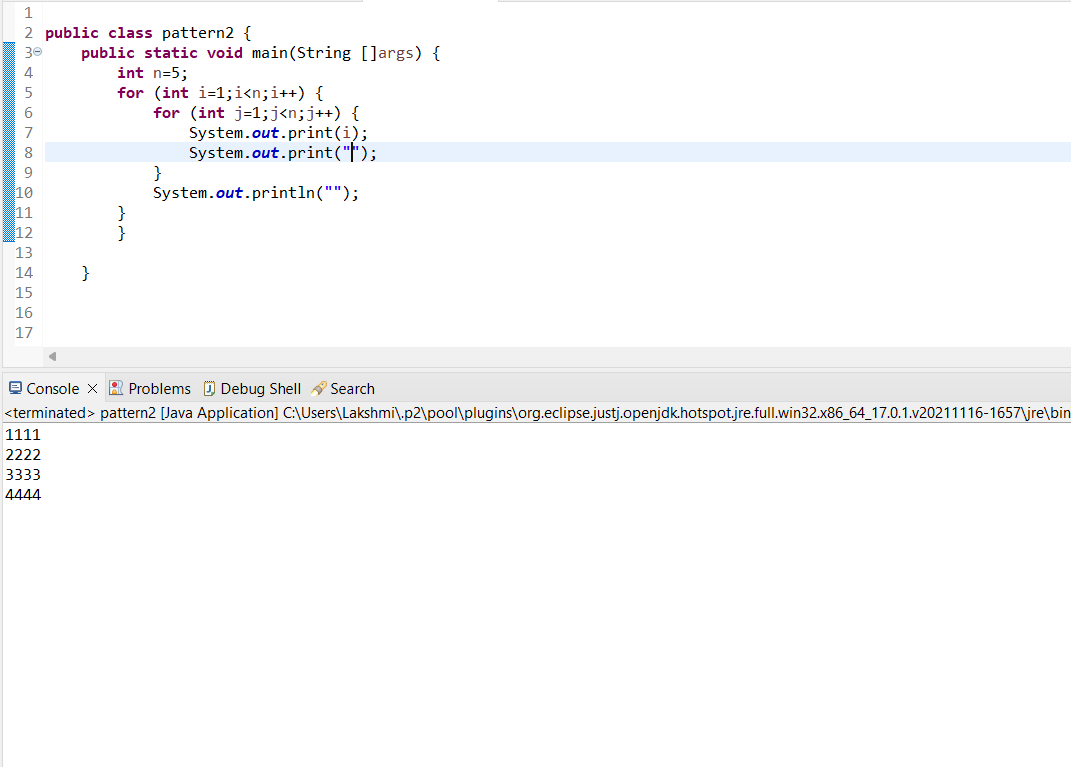 1
2 public class pattern2 {
3 public static void main(String []args) {
4 int n=5;
5 for (int i=1;i<n;i++) {
6 for (int j=1;j<n;j++) {
7 System.out.print(i);
8 System.out.print("");
9 }
10 System.out.println("");
11 }
12 }
13
14 }
15
16
17
Console Problems Debug Shell Search
<terminated> pattern2 [Java Application] C:\Users\Lakshmi\.p2\pool\plugins\org.eclipse.justj.openjdk.hotspot.jre.full.win32.x86_64_17.0.1.v20211116-1657\jre\bin
1111
2222
3333
4444